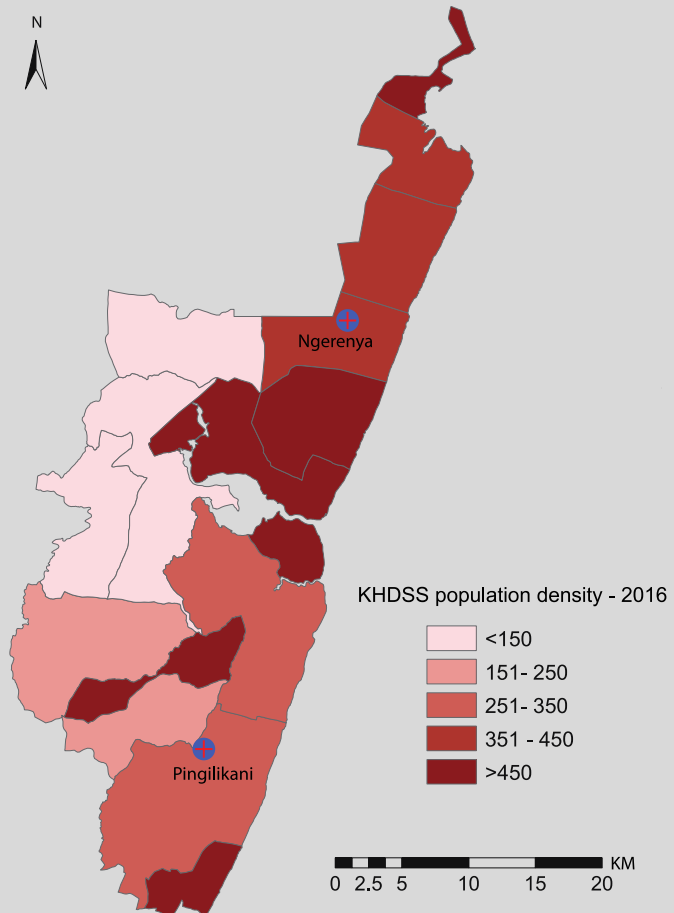 N
Ngerenya
KHDSS population density - 2016
<150
151- 250
251- 350
351 - 450
>450
Pingilikani
KM
0 2.5 5 10 15 20